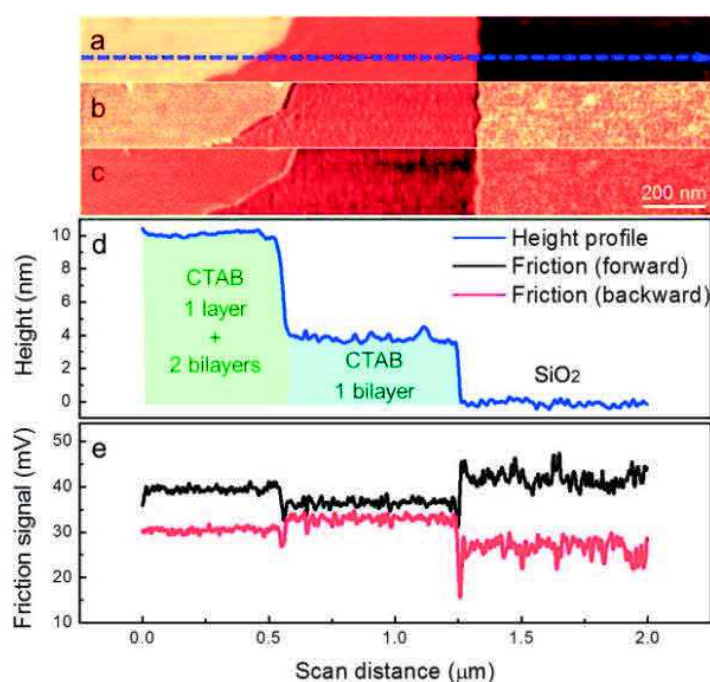 a
b
c
200 nm
d
Height profile
Friction (forward)
Friction (backward)
Height (nm)
10
8
6
4
2
0
CTAB
1 layer
+
2 bilayers
CTAB
1 bilayer
SiO₂
e
Friction signal (mV)
50
40
30
20
10
0.0
0.5
1.0
1.5
2.0
Scan distance (μm)